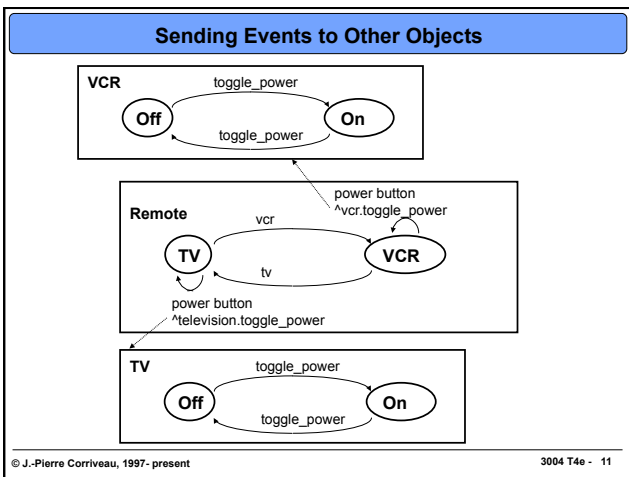 Sending Events to Other Objects
VCR
toggle_power
Off
On
toggle_power
power button
^vcr.toggle_power
Remote
vcr
TV
VCR
tv
power button
^television.toggle_power
TV
toggle_power
Off
On
toggle_power
© J.-Pierre Corriveau, 1997- present
3004 T4e - 11